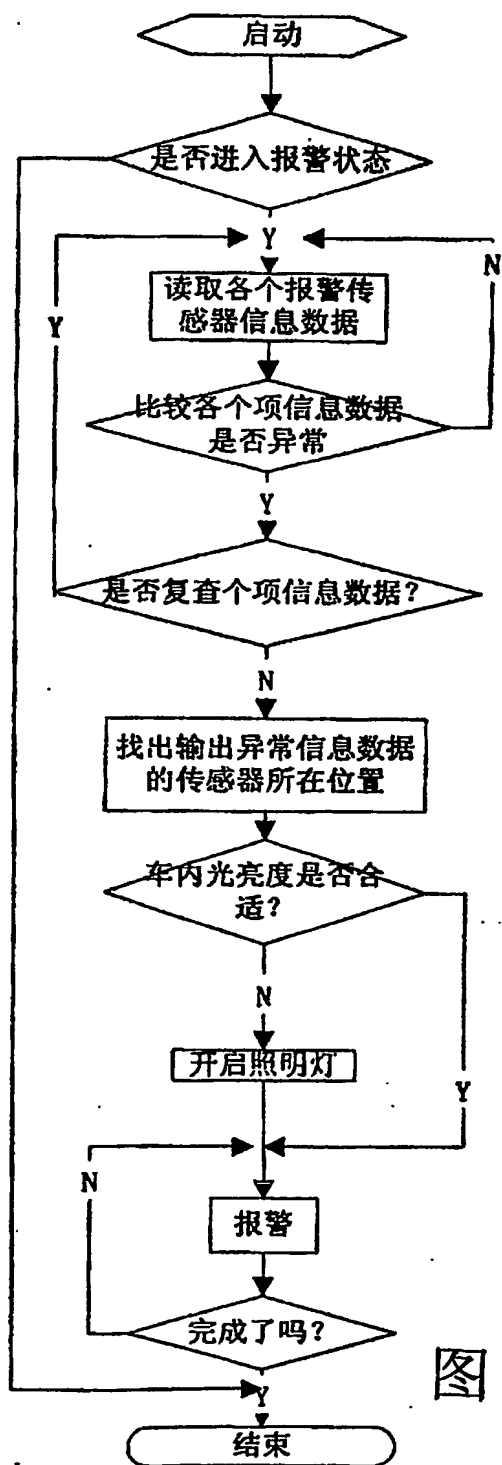 启动
是否进入报警状态
Y
N
读取各个报警传
感器信息数据
Y
比较各个项信息数据
是否异常
Y
是否复查个项信息数据?
N
找出输出异常信息数据
的传感器所在位置
车内光亮度是否合
适?
N
开启照明灯
Y
N
报警
完成了吗?
图
Y
结束